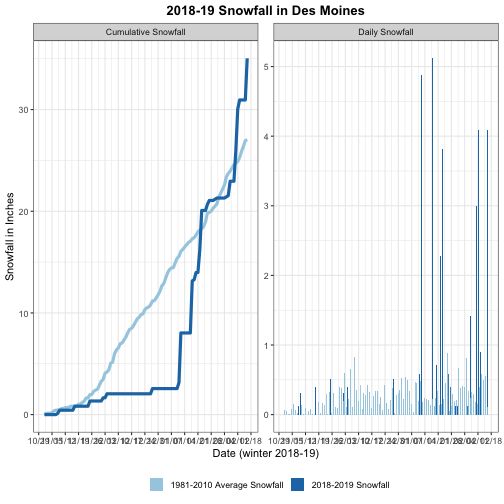 2018-19 Snowfall in Des Moines
Cumulative Snowfall
Daily Snowfall
Snowfall in Inches
30
20
10
0
5
4
3
2
1
0
Date (winter 2018-19)
1981-2010 Average Snowfall
2018-2019 Snowfall